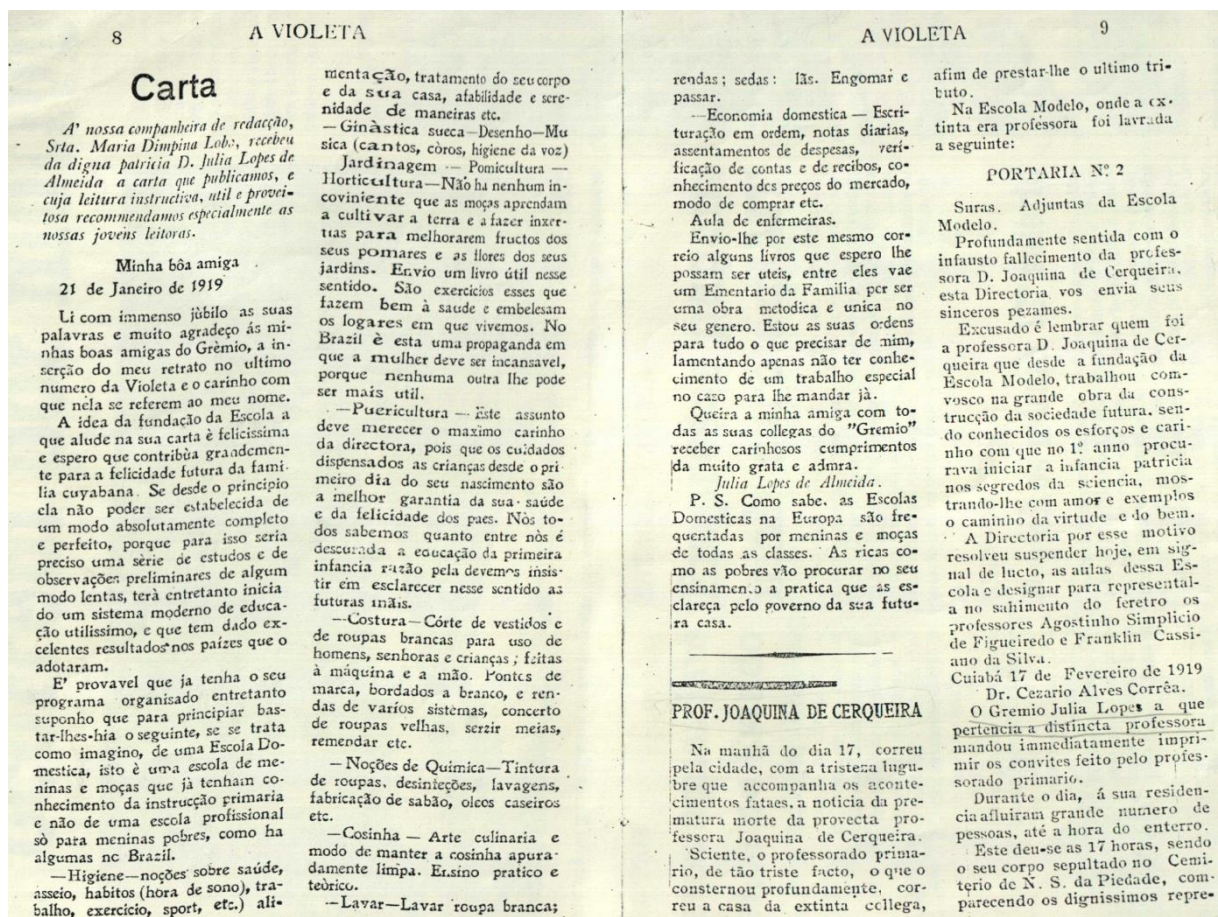 8
A VIOLETA
Carta
A' nossa companheira de redacção,
Srta. Maria Dimpina Lobo, recebeu
da digna patricia D. Julia Lopes de
Almeida a carta que publicamos, e
cuja leitura instructiva, util e provei-
tosa recommendamos especialmente as
nossas jovens leitoras.
Minha bôa amiga
21 de Janeiro de 1919
Li com immenso jùbilo as suas
palavras e muito agradeço ás mi-
nhas boas amigas do Grèmio, a in-
serção do meu retrato no ultimo
numero da Violeta e o carinho com
que nela se referem ao meu nome.
A idea da fundação da Escola a
que alude na sua carta è felicissima
e espero que contribùa grandemen-
te para a felicidade futura da fami-
lia cuyabana. Se desde o principio
ela não poder ser estabelecida de
um modo absolutamente completo
e perfeito, porque para isso seria
preciso uma sèrie de estudos e de
observações preliminares de algum
modo lentas, terà entretanto inicia
do um sistema moderno de educa-
ção utilissimo, e que tem dado ex-
celentes resultados nos paízes que o
adotaram.
E' provavel que ja tenha o seu
programa organisado entretanto
suponho que para principiar bas-
tar-lhes-hia o seguinte, se se trata
como imagino, de uma Escola Do-
mestica, isto è uma escola de me-
ninas e moças que jà tenham co-
nhecimento da instrucção primaria
e não de uma escola profissional
sò para meninas pobres, como ha
algumas no Brazil.
—Higiene—noções sobre saúde,
asseio, habitos (hora de sono), tra-
balho, exercício, sport, etc.) ali-
mentação, tratamento do seu corpo
e da sua casa, afabilidade e sere-
nidade de maneiras etc.
— Ginàstica sueca—Desenho—Mu
sica (cantos, còros, higiene da voz)
Jardinagem — Pomicultura —
Horticultura—Não ha nenhum in-
coviniente que as moças aprendam
a cultivar a terra e a fazer inxer-
tias para melhorarem fructos dos
seus pomares e as flores dos seus
jardins. Envio um livro útil nesse
sentido. São exercicios esses que
fazem bem à saude e embelesam
os logares em que vivemos. No
Brazil è esta uma propaganda em
que a mulher deve ser incansavel,
porque nenhuma outra lhe pode
ser mais util.
—Puericultura — Este assunto
deve merecer o maximo carinho
da directora, pois que os cuidados
dispensados as crianças desde o pri
meiro dia do seu nascimento são
a melhor garantia da sua saúde
e da felicidade dos paes. Nòs to-
dos sabemos quanto entre nòs é
descurada a educação da primeira
infancia razão pela devemos insis-
tir em esclarecer nesse sentido as
futuras mãis.
—Costura—Córte de vestidos e
de roupas brancas para uso de
homens, senhoras e crianças; feitas
à máquina e a mão. Pontos de
marca, bordados a branco, e ren-
das de varíos sistèmas, concerto
de roupas velhas, serzir meias,
remendar etc.
— Noções de Quimica—Tintura
de roupas, desinfeções, lavagens,
fabricação de sabão, oleos caseiros
etc.
—Cosinha — Arte culinaria e
modo de manter a cosinha apura-
damente limpa. Ensino pratico e
teòrico.
—Lavar—Lavar roupa branca;
A VIOLETA
9
rendas; sedas: lãs. Engomar e
passar.
—Economia domestica — Escri-
turação em ordem, notas diarias,
assentamentos de despesas, veri-
ficação de contas e de recibos, co-
nhecimento dos preços do mercado,
modo de comprar etc.
Aula de enfermeiras.
Envio-lhe por este mesmo cor-
reio alguns livros que espero lhe
possam ser uteis, entre eles vae
um Ementario da Familia por ser
uma obra metodica e unica no
seu genero. Estou as suas ordens
para tudo o que precisar de mim,
lamentando apenas não ter conhe-
cimento de um trabalho especial
no caso para lhe mandar jà.
Queira a minha amiga com to-
das as suas collegas do "Gremio"
receber carinhosos cumprimentos
da muito grata e admra.
Julia Lopes de Almeida.
P. S. Como sabe, as Escolas
Domesticas na Europa são fre-
quentadas por meninas e moças
de todas as classes. As ricas co-
mo as pobres vão procurar no seu
ensinamento a pratica que as es-
clareça pelo governo da sua futu-
ra casa.
PROF. JOAQUINA DE CERQUEIRA
Na manhã do dia 17, correu
pela cidade, com a tristeza lugu-
bre que accompanha os aconte-
cimentos fataes, a noticia da pre-
matura morte da provecta pro-
fessora Joaquina de Cerqueira.
Sciente, o professorado prima-
rio, de tão triste facto, o que o
consternou profundamente, cor-
reu a casa da extinta collega,
afim de prestar-lhe o ultimo tri-
buto.
Na Escola Modelo, onde a ex-
tinta era professora foi lavrada
a seguinte:
PORTARIA Nº 2
Snras. Adjuntas da Escola
Modelo.
Profundamente sentida com o
infausto fallecimento da profes-
sora D. Joaquina de Cerqueira,
esta Directoria vos envia seus
sinceros pezames.
Excusado é lembrar quem foi
a professora D. Joaquina de Cer-
queira que desde a fundação da
Escola Modelo, trabalhou com-
vosco na grande obra da cons-
trucção da sociedade futura, sen-
do conhecidos os esforços e cari-
nho com que no 1º anno procu-
rava iniciar a infancia patricia
nos segredos da sciencia, mos-
trando-lhe com amor e exemplos
o caminho da virtude e do bem.
A Directoria por esse motivo
resolveu suspender hoje, em sig-
nal de lucto, as aulas dessa Es-
cola e designar para representar-
a no sahimento do feretro os
professores Agostinho Simplicio
de Figueiredo e Franklin Cassi-
ano da Silva.
Cuiabá 17 de Fevereiro de 1919
Dr. Cezario Alves Corrêa.
O Gremio Julia Lopes a que
pertencia a distincta professora
mandou immediatamente impri-
mir os convites feito pelo profes-
sorado primario.
Durante o dia, á sua residen-
cia afluiram grande numero de
pessoas, até a hora do enterro.
Este deu-se as 17 horas, sendo
o seu corpo sepultado no Cemi-
terio de N. S. da Piedade, com-
parecendo os dignissimos repre-